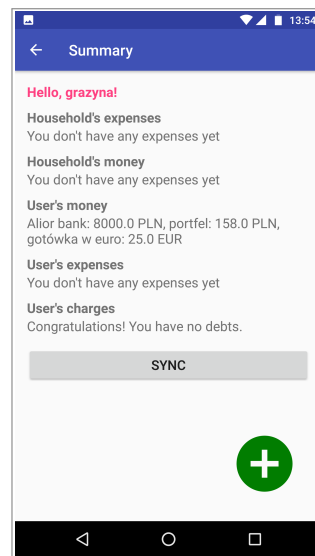 13:54
Summary
Hello, grazyna!
Household's expenses
You don't have any expenses yet
Household's money
You don't have any expenses yet
User's money
Alior bank: 8000.0 PLN, portfel: 158.0 PLN,
gotówka w euro: 25.0 EUR
User's expenses
You don't have any expenses yet
User's charges
Congratulations! You have no debts.
SYNC